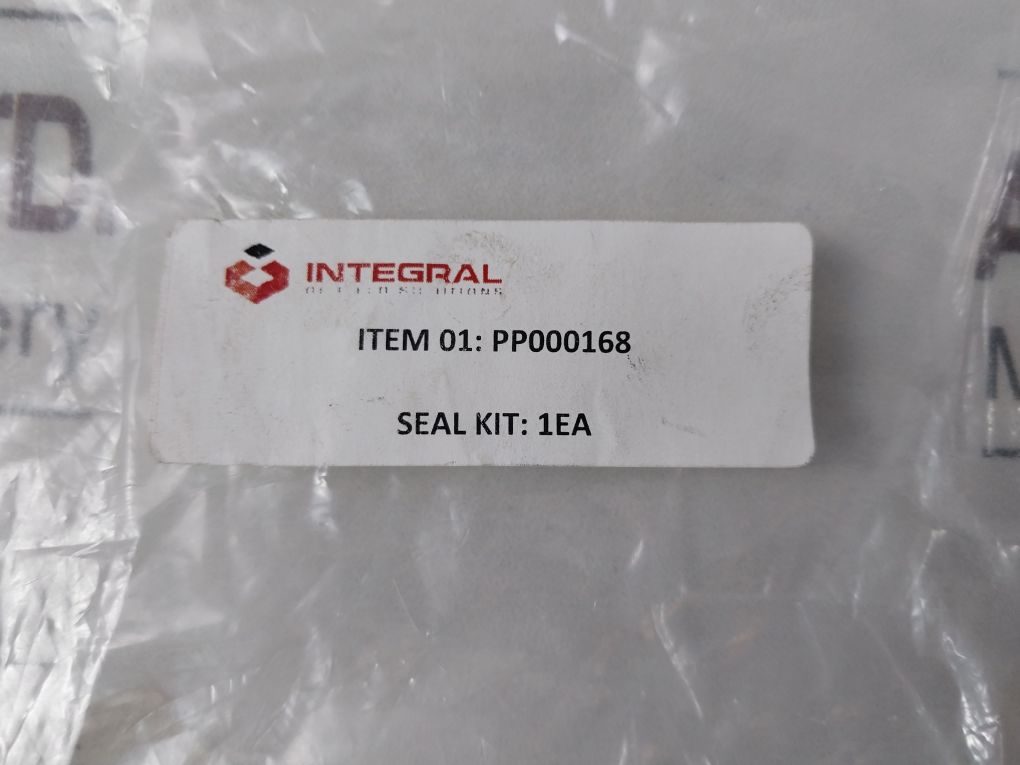 INTEGRAL
ITEM 01: PP000168
SEAL KIT: 1EA